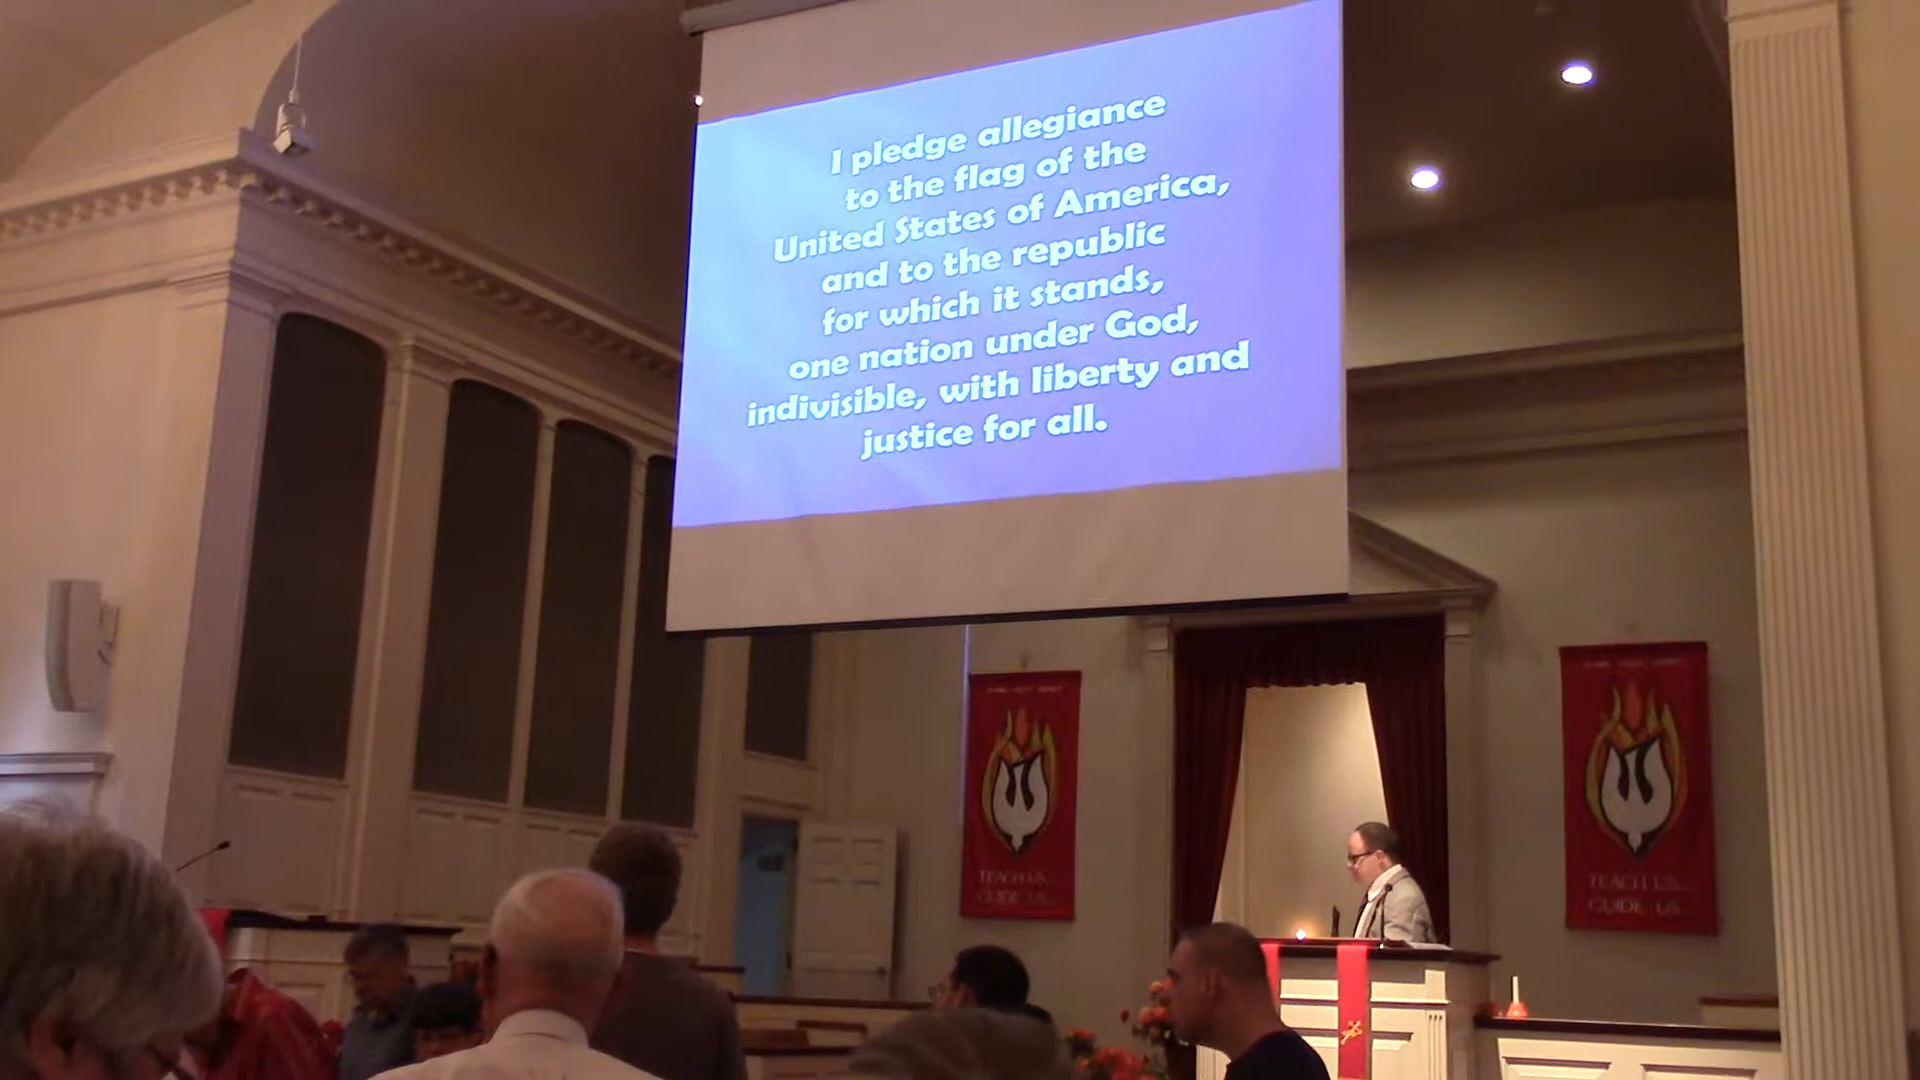 I pledge allegiance
to the flag of the
United States of America,
and to the republic
for which it stands,
one nation under God,
indivisible, with liberty and
justice for all.
TEACH US...
GUIDE US...
TEACH US...
GUIDE US...